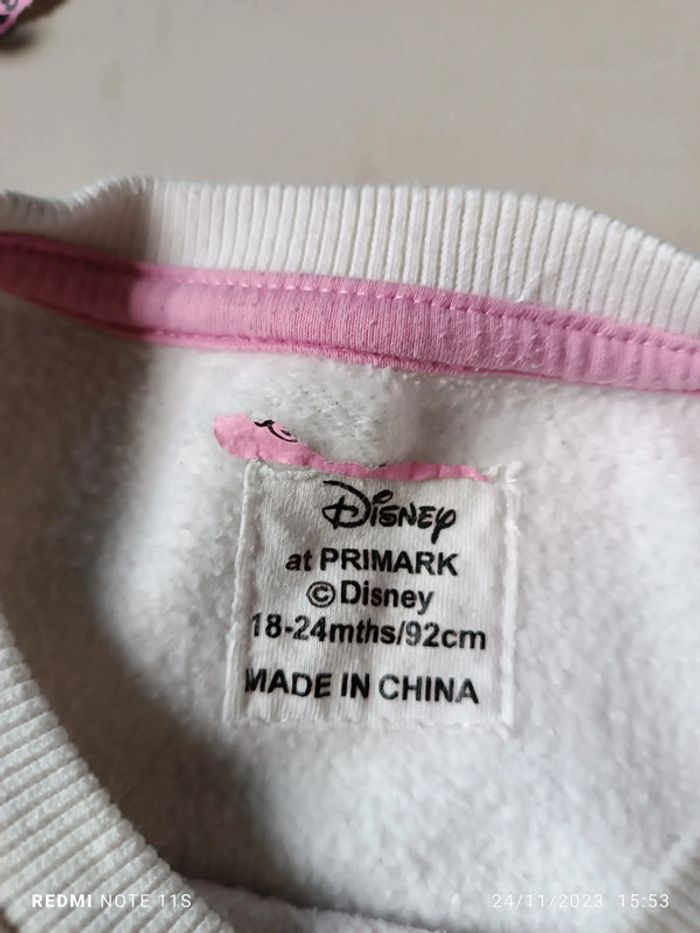 Disney
at PRIMARK
©Disney
18-24mths/92cm
MADE IN CHINA
REDMI NOTE 11S
24/11/2023 15:53